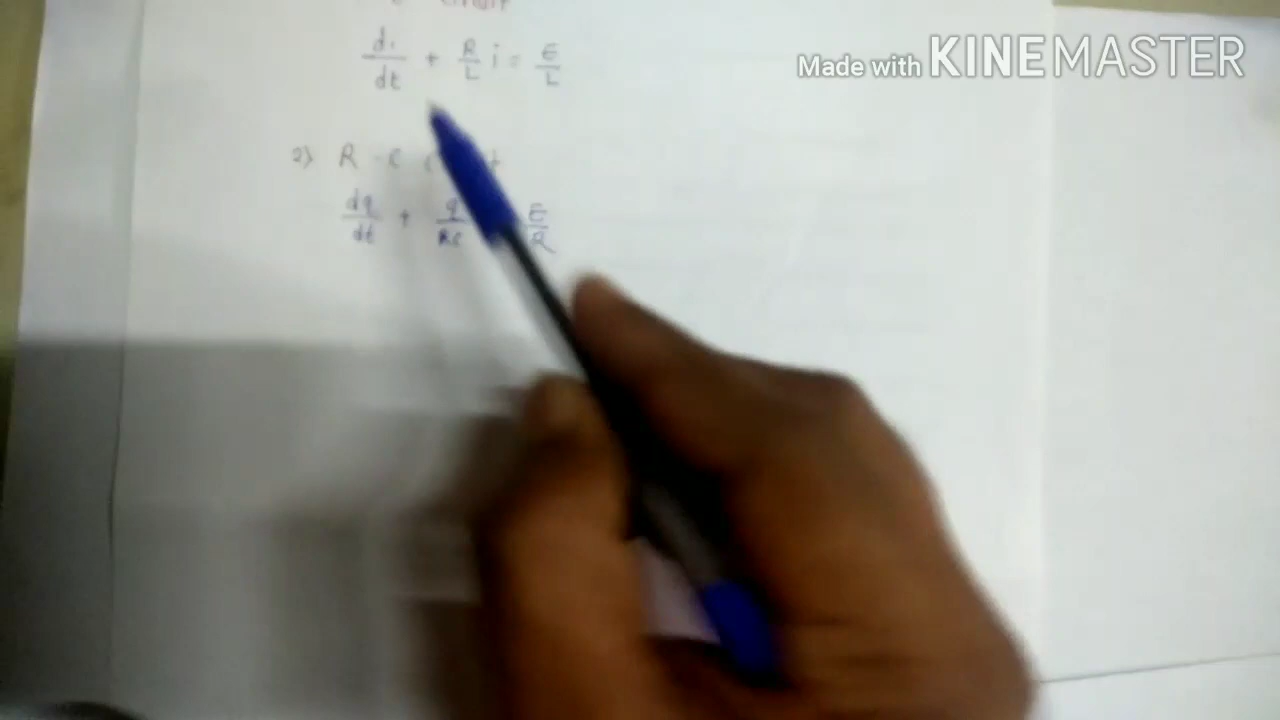 Made with KINEMASTER
di/dt + R/L i = E/L
2) R-C
dq/dt + q/RC E/R